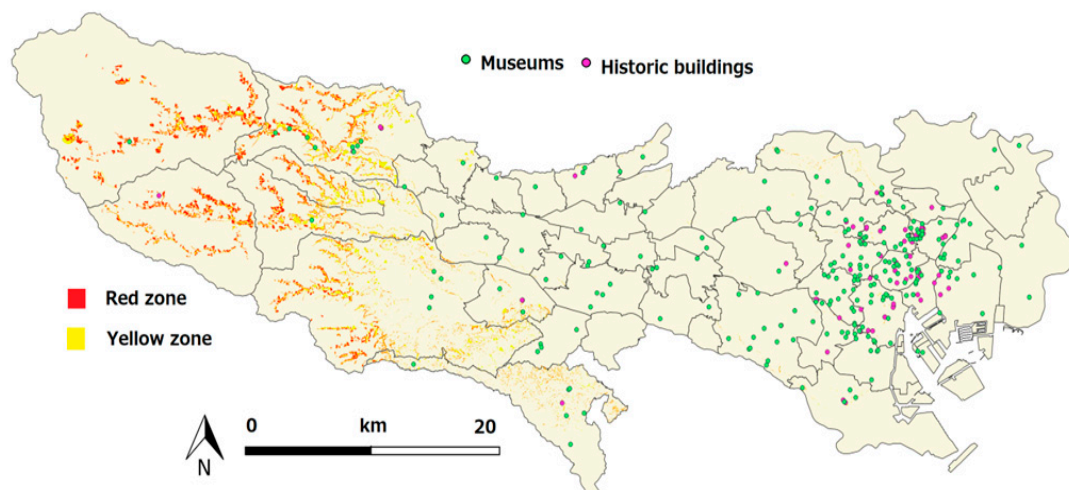 Museums
Historic buildings
Red zone
Yellow zone
0 km 20
N